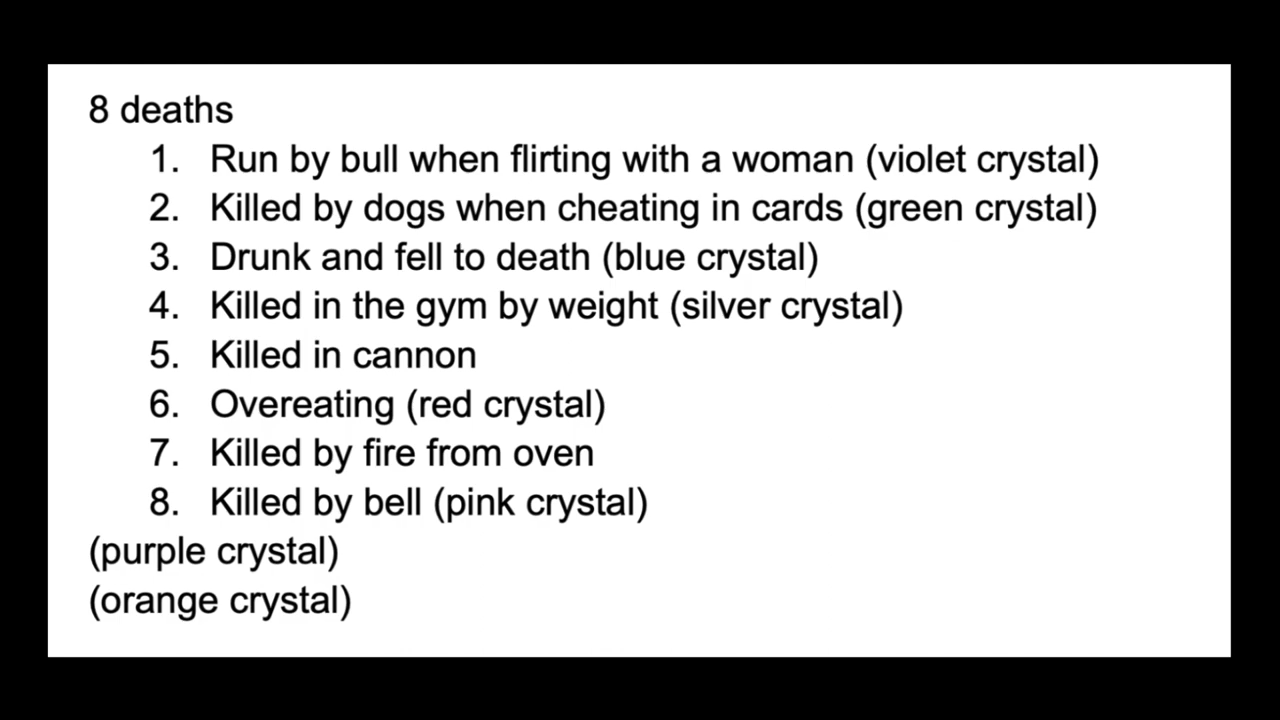 8 deaths
1. Run by bull when flirting with a woman (violet crystal)
2. Killed by dogs when cheating in cards (green crystal)
3. Drunk and fell to death (blue crystal)
4. Killed in the gym by weight (silver crystal)
5. Killed in cannon
6. Overeating (red crystal)
7. Killed by fire from oven
8. Killed by bell (pink crystal)
(purple crystal)
(orange crystal)